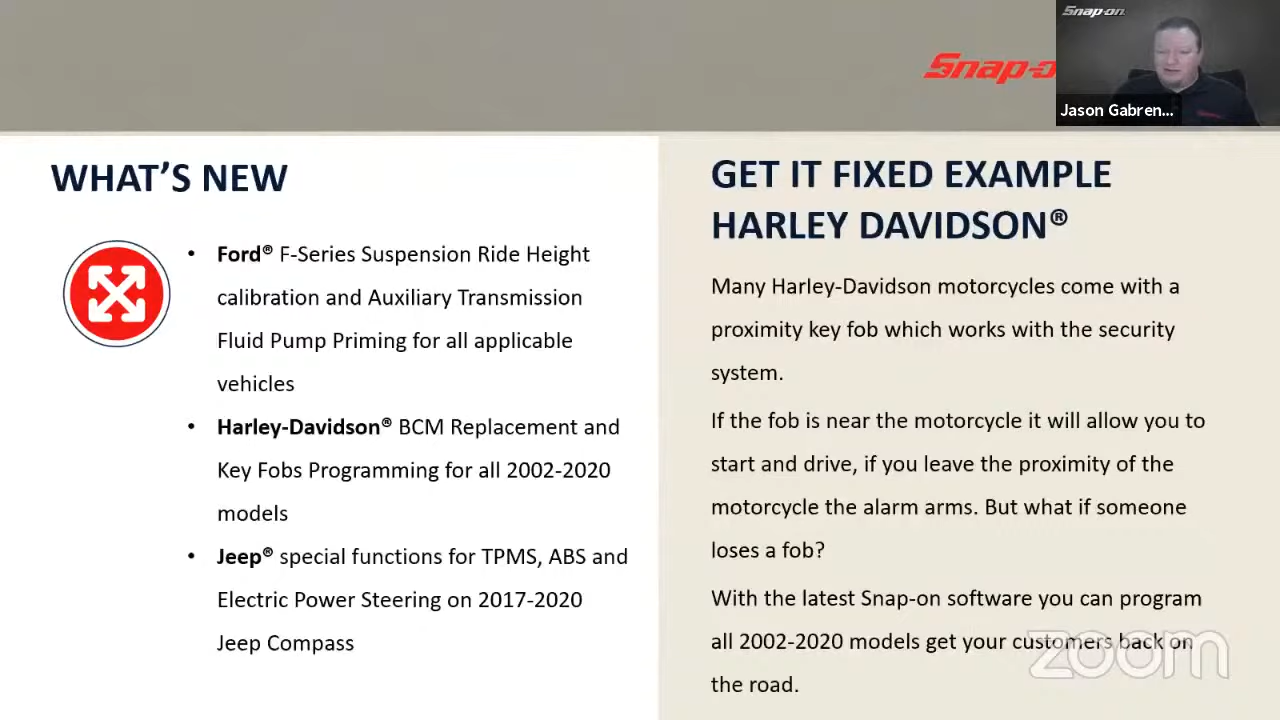 Snap-on
Snap-o
Jason Gabren...
WHAT'S NEW
• Ford® F-Series Suspension Ride Height
calibration and Auxiliary Transmission
Fluid Pump Priming for all applicable
vehicles
• Harley-Davidson® BCM Replacement and
Key Fobs Programming for all 2002-2020
models
• Jeep® special functions for TPMS, ABS and
Electric Power Steering on 2017-2020
Jeep Compass
GET IT FIXED EXAMPLE
HARLEY DAVIDSON®
Many Harley-Davidson motorcycles come with a
proximity key fob which works with the security
system.
If the fob is near the motorcycle it will allow you to
start and drive, if you leave the proximity of the
motorcycle the alarm arms. But what if someone
loses a fob?
With the latest Snap-on software you can program
all 2002-2020 models get your customers back on
the road.
zoom